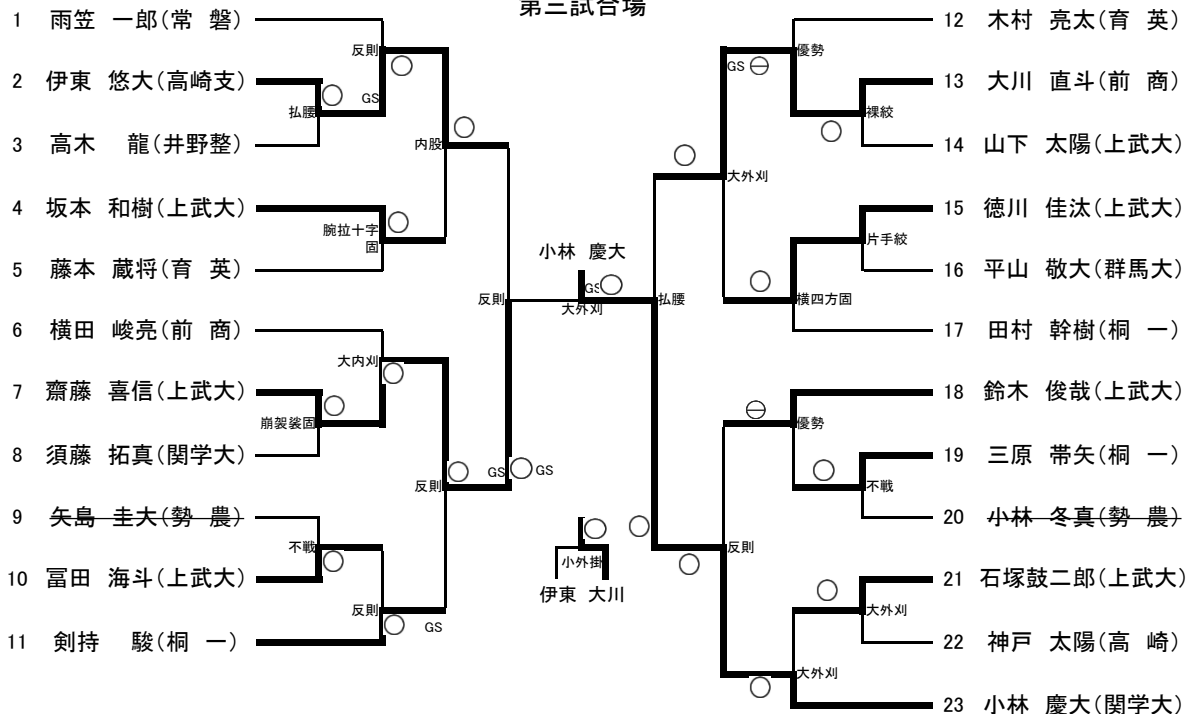 第三試合場
1 雨笠 一郎(常 磐)
2 伊東 悠大(高崎支)
3 高木 龍(井野整)
4 坂本 和樹(上武大)
5 藤本 蔵将(育 英)
6 横田 峻亮(前 商)
7 齋藤 喜信(上武大)
8 須藤 拓真(関学大)
9 矢島 圭大(勢 農)
10 冨田 海斗(上武大)
11 剣持 駿(桐 一)
反則
GS
払腰
内股
腕拉十字
固
反則
大内刈
崩袈裟固
反則
GS
GS
不戦
反則
GS
小林 慶大
GS
大外刈
小外掛
伊東 大川
12 木村 亮太(育 英)
13 大川 直斗(前 商)
14 山下 太陽(上武大)
15 徳川 佳汰(上武大)
16 平山 敬大(群馬大)
17 田村 幹樹(桐 一)
18 鈴木 俊哉(上武大)
19 三原 帯矢(桐 一)
20 小林 冬真(勢 農)
21 石塚鼓二郎(上武大)
22 神戸 太陽(高 崎)
23 小林 慶大(関学大)
優勢
GS
裸絞
大外刈
片手絞
払腰
横四方固
優勢
不戦
反則
大外刈
大外刈